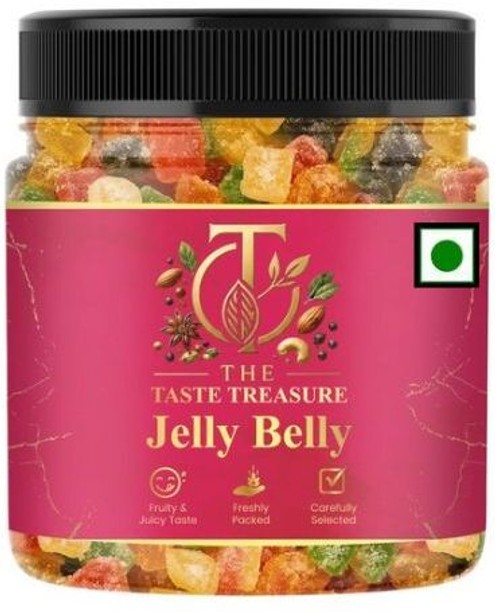 T
THE
TASTE TREASURE
Jelly Belly
Fruity &
Juicy Taste
Freshly
Packed
Carefully
Selected